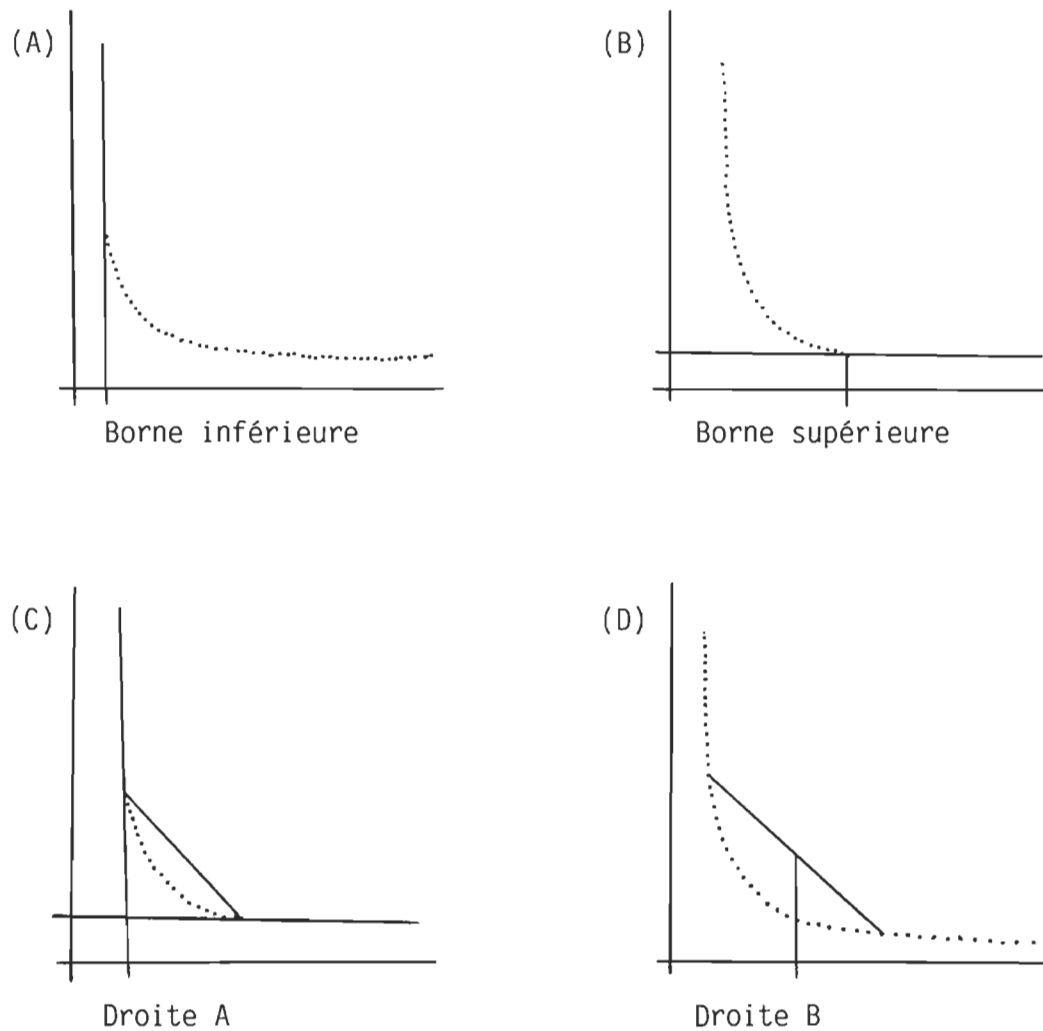 (A)
(B)
Borne inférieure
Borne supérieure
(C)
(D)
Droite A
Droite B